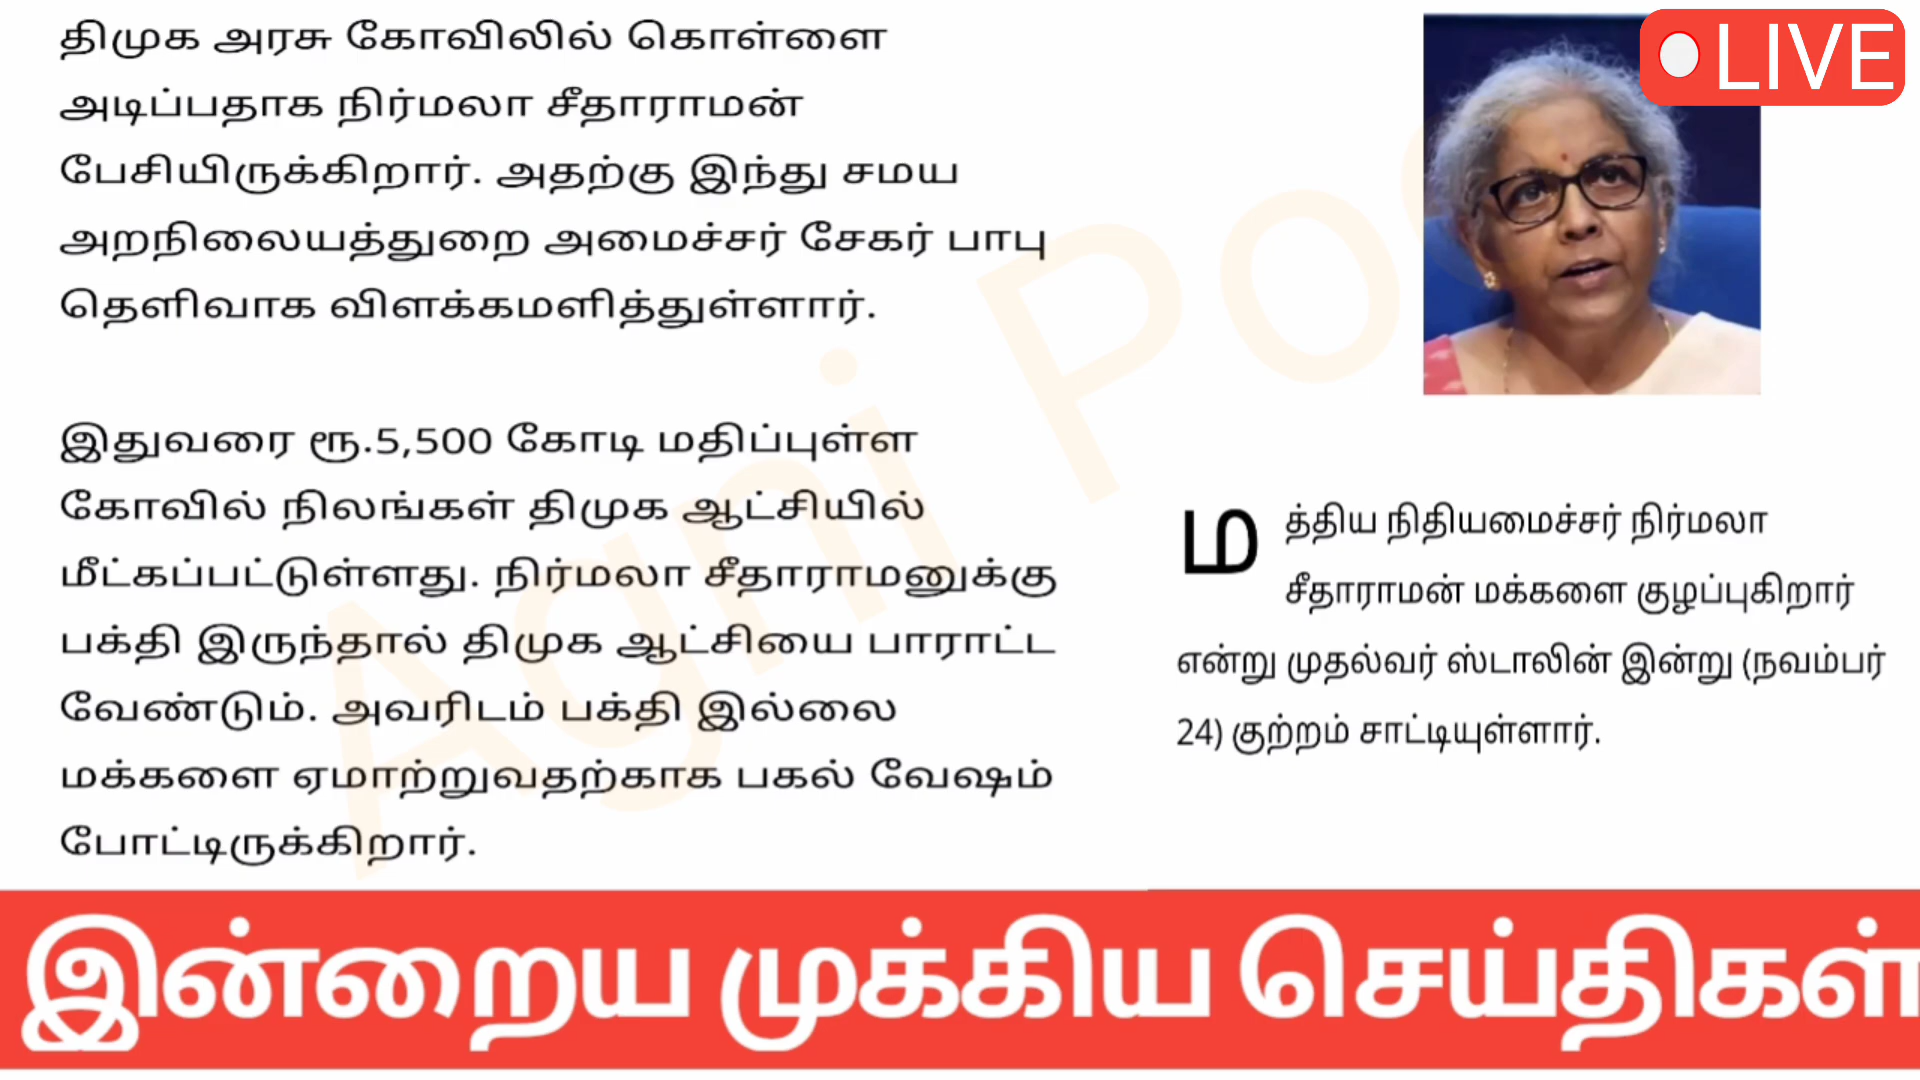 திமுக அரசு கோவிலில் கொள்ளை
அடிப்பதாக நிர்மலா சீதாராமன்
பேசியிருக்கிறார். அதற்கு இந்து சமய
அறநிலையத்துறை அமைச்சர் சேகர் பாபு
தெளிவாக விளக்கமளித்துள்ளார்.
இதுவரை ரூ.5,500 கோடி மதிப்புள்ள
கோவில் நிலங்கள் திமுக ஆட்சியில்
மீட்கப்பட்டுள்ளது. நிர்மலா சீதாராமனுக்கு
பக்தி இருந்தால் திமுக ஆட்சியை பாராட்ட
வேண்டும். அவரிடம் பக்தி இல்லை
மக்களை ஏமாற்றுவதற்காக பகல் வேஷம்
போட்டிருக்கிறார்.
LIVE
மத்திய நிதியமைச்சர் நிர்மலா
சீதாராமன் மக்களை குழப்புகிறார்
என்று முதல்வர் ஸ்டாலின் இன்று (நவம்பர்
24) குற்றம் சாட்டியுள்ளார்.
Agni Pos
இன்றைய முக்கிய செய்திகள்